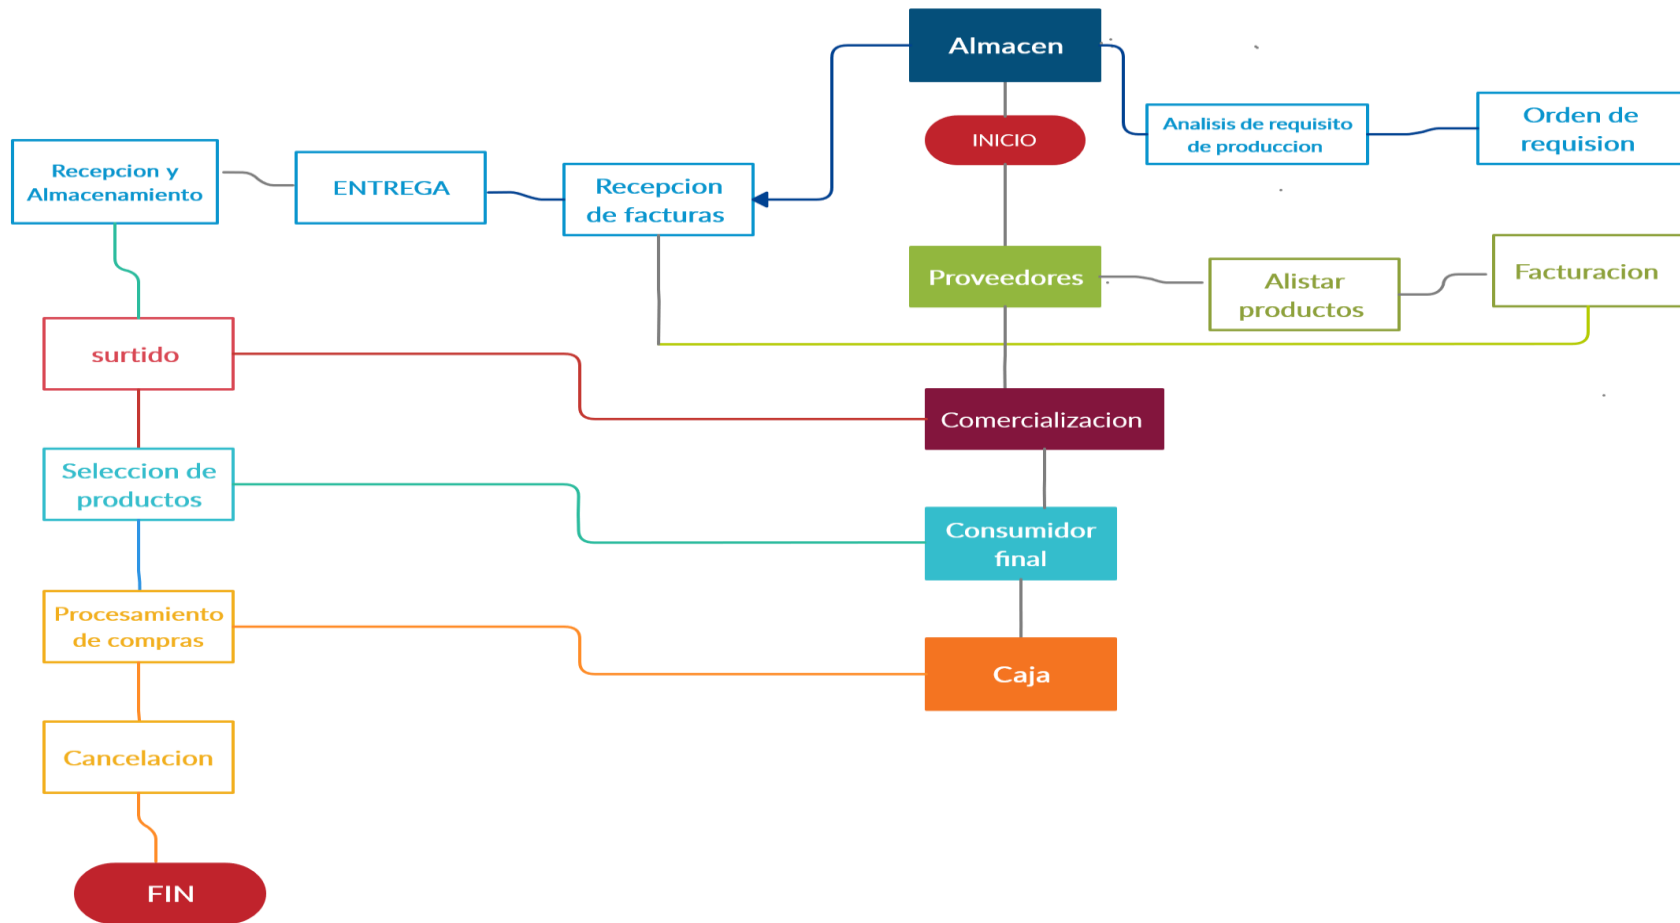 Almacen
INICIO
Analisis de requisito
de produccion
Orden de
requision
Recepcion y
Almacenamiento
ENTREGA
Recepcion
de facturas
Proveedores
Alistar
productos
Facturacion
surtido
Comercializacion
Seleccion de
productos
Consumidor
final
Procesamiento
de compras
Caja
Cancelacion
FIN